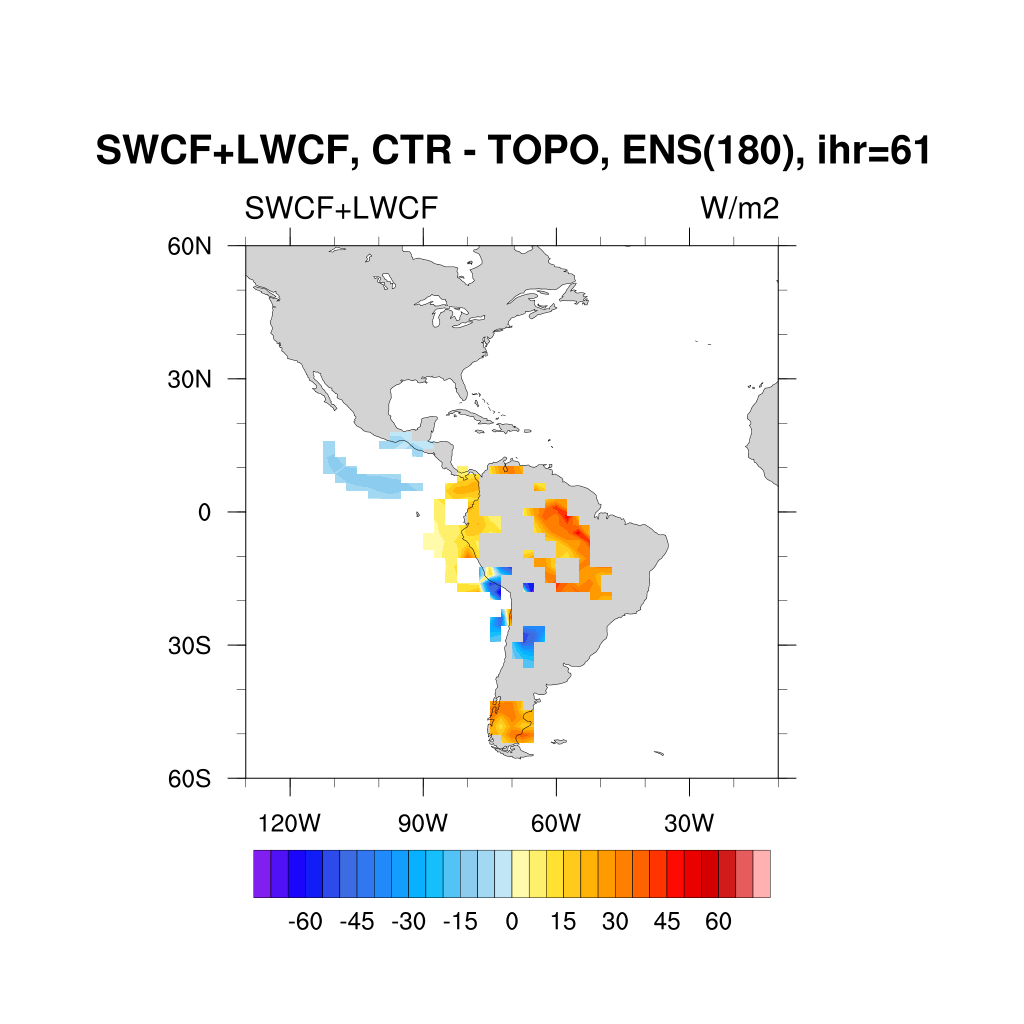 SWCF+LWCF, CTR - TOPO, ENS(180), ihr=61
SWCF+LWCF W/m2
60N
30N
0
30S
60S
120W 90W 60W 30W
-60 -45 -30 -15 0 15 30 45 60